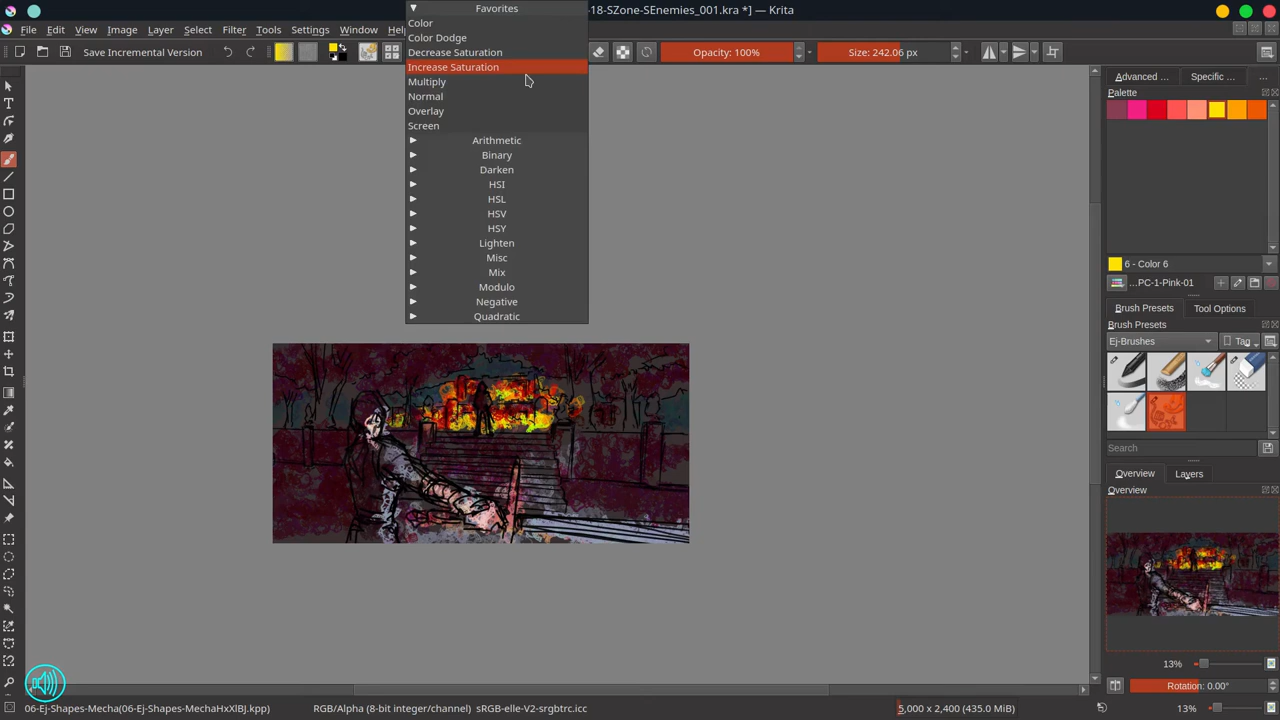 -18-SZone-SEnemies_001.kra *] — Krita
File Edit View Image Layer Select Filter Tools Settings Window
Save Incremental Version
Opacity: 100%
Size: 242.06 px
Favorites
Color
Color Dodge
Decrease Saturation
Increase Saturation
Multiply
Normal
Overlay
Screen
Arithmetic
Binary
Darken
HSI
HSL
HSV
HSY
Lighten
Misc
Mix
Modulo
Negative
Quadratic
Advanced ... Specific ... ...
Palette
6 - Color 6
...PC-1-Pink-01
Brush Presets Tool Options
Brush Presets
Ej-Brushes
Tag
Search
Overview Layers
Overview
13%
Rotation: 0.00°
06-Ej-Shapes-Mecha(06-Ej-Shapes-MechaHxXlBJ.kpp)
RGB/Alpha (8-bit integer/channel) sRGB-elle-V2-srgbtrc.icc
5,000 x 2,400 (435.0 MiB)
13%